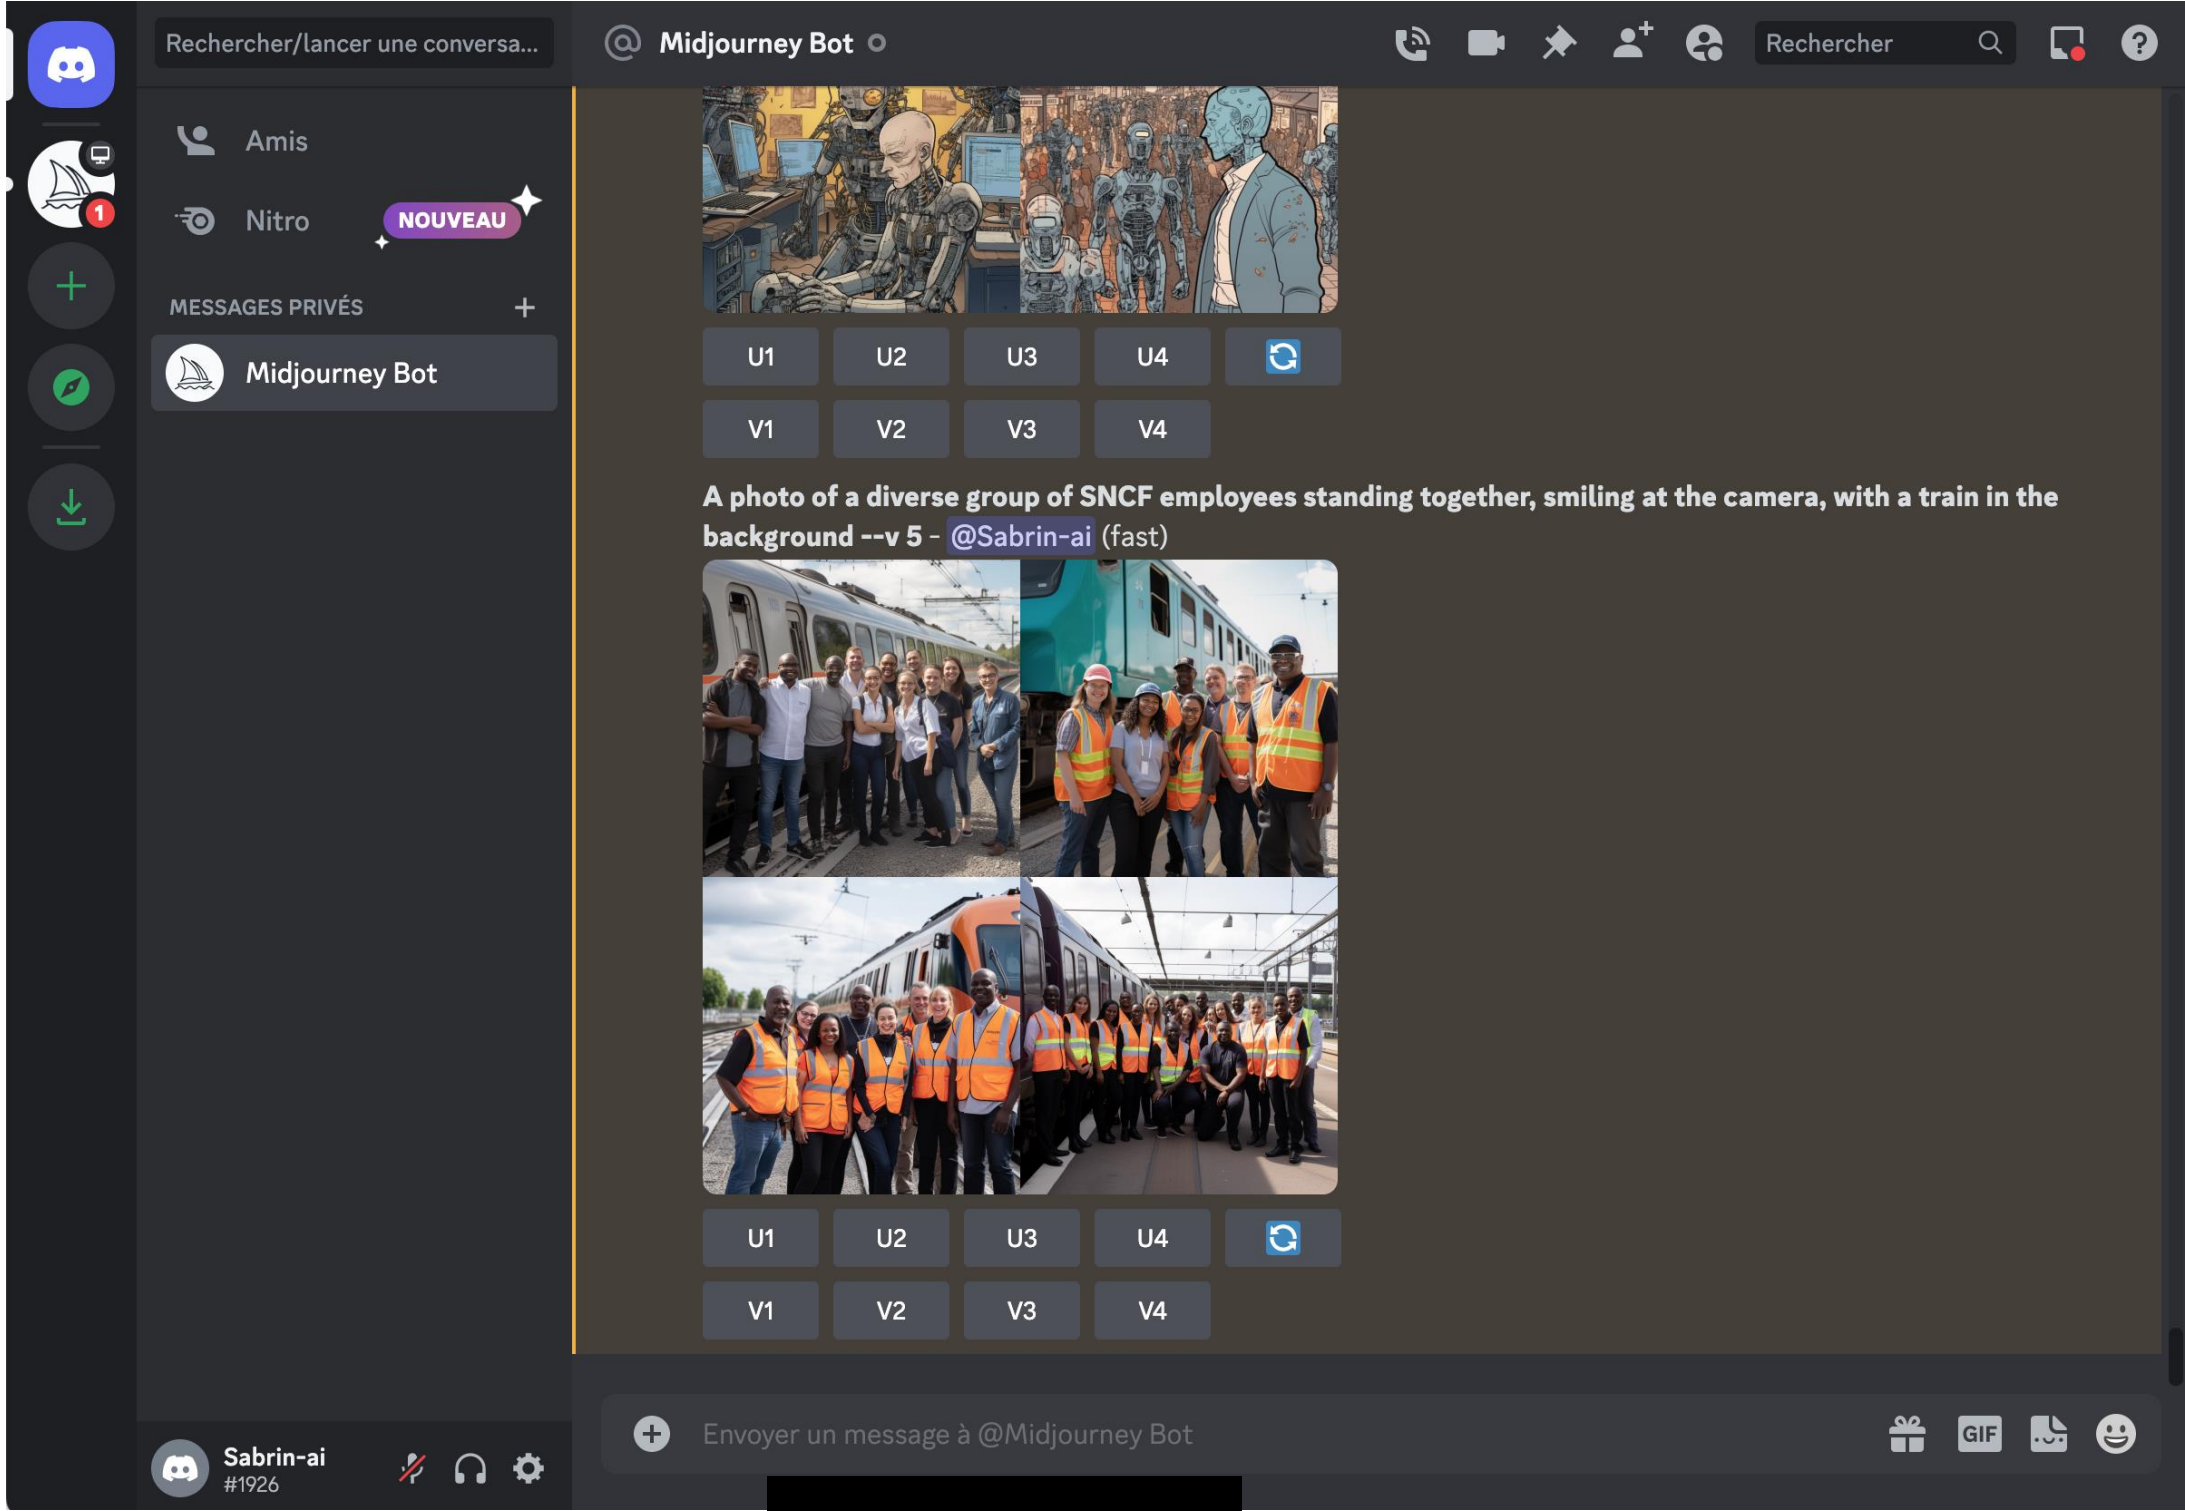 Rechercher/lancer une conversa...
Midjourney Bot
Rechercher
1
Amis
Nitro
NOUVEAU
MESSAGES PRIVÉS
Midjourney Bot
U1 U2 U3 U4
V1 V2 V3 V4
A photo of a diverse group of SNCF employees standing together, smiling at the camera, with a train in the
background --v 5 - @Sabrin-ai (fast)
U1 U2 U3 U4
V1 V2 V3 V4
Envoyer un message à @Midjourney Bot
GIF
Sabrin-ai
#1926